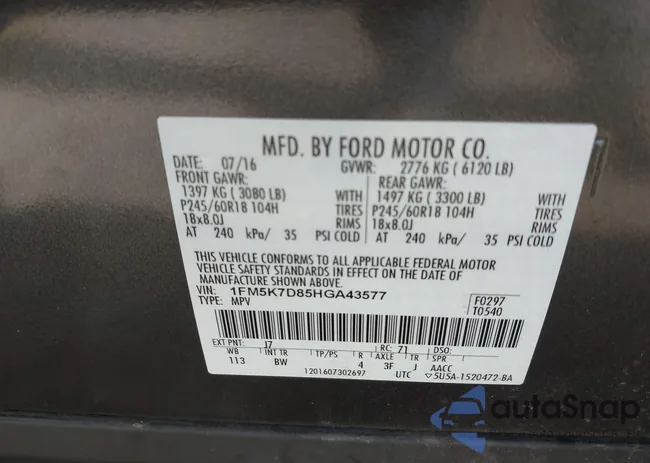 MFD. BY FORD MOTOR CO.
DATE: 07/16 GVWR: 2776 KG ( 6120 LB)
FRONT GAWR: REAR GAWR:
1397 KG ( 3080 LB) WITH 1497 KG ( 3300 LB) WITH
P245/60R18 104H TIRES P245/60R18 104H TIRES
18x8.0J RIMS 18x8.0J RIMS
AT 240 kPa/ 35 PSI COLD AT 240 kPa/ 35 PSI COLD
THIS VEHICLE CONFORMS TO ALL APPLICABLE FEDERAL MOTOR
VEHICLE SAFETY STANDARDS IN EFFECT ON THE DATE OF
MANUFACTURE SHOWN ABOVE.
VIN: 1FM5K7D85HGA43577 F0297
TYPE: MPV T0540
EXT PNT: J7 RC: 71 DSO:
WB INT TR TP/PS R AXLE TR AACC
113 BW 4 3F J
1201607302697 UTC ▽5U5A-1520472-BA
autoSnap